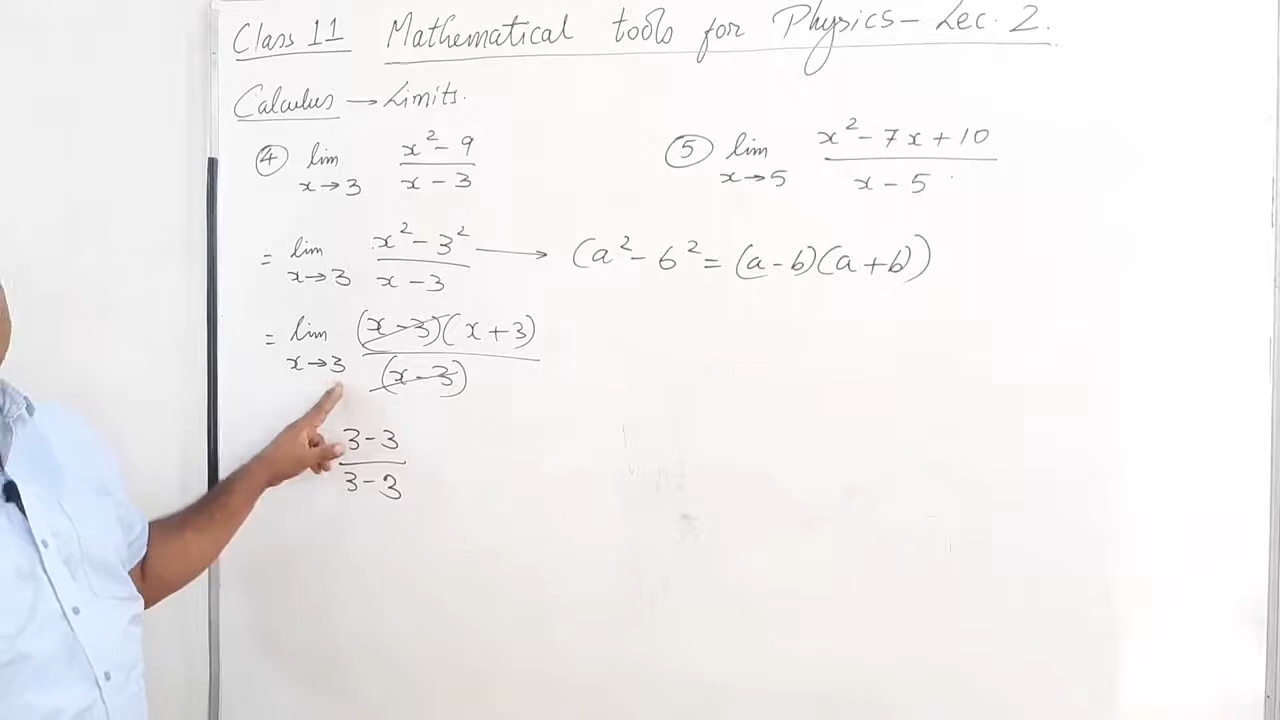 Class 11 Mathematical tools for Physics - Lec. 2.
Calculus → Limits.
④ lim x→3 (x² - 9)/(x - 3)
⑤ lim x→5 (x² - 7x + 10)/(x - 5)
= lim x→3 (x² - 3²)/(x - 3) → (a² - b² = (a - b)(a + b))
= lim x→3 (x - 3)(x + 3)/(x - 3)
3 - 3
3 - 3